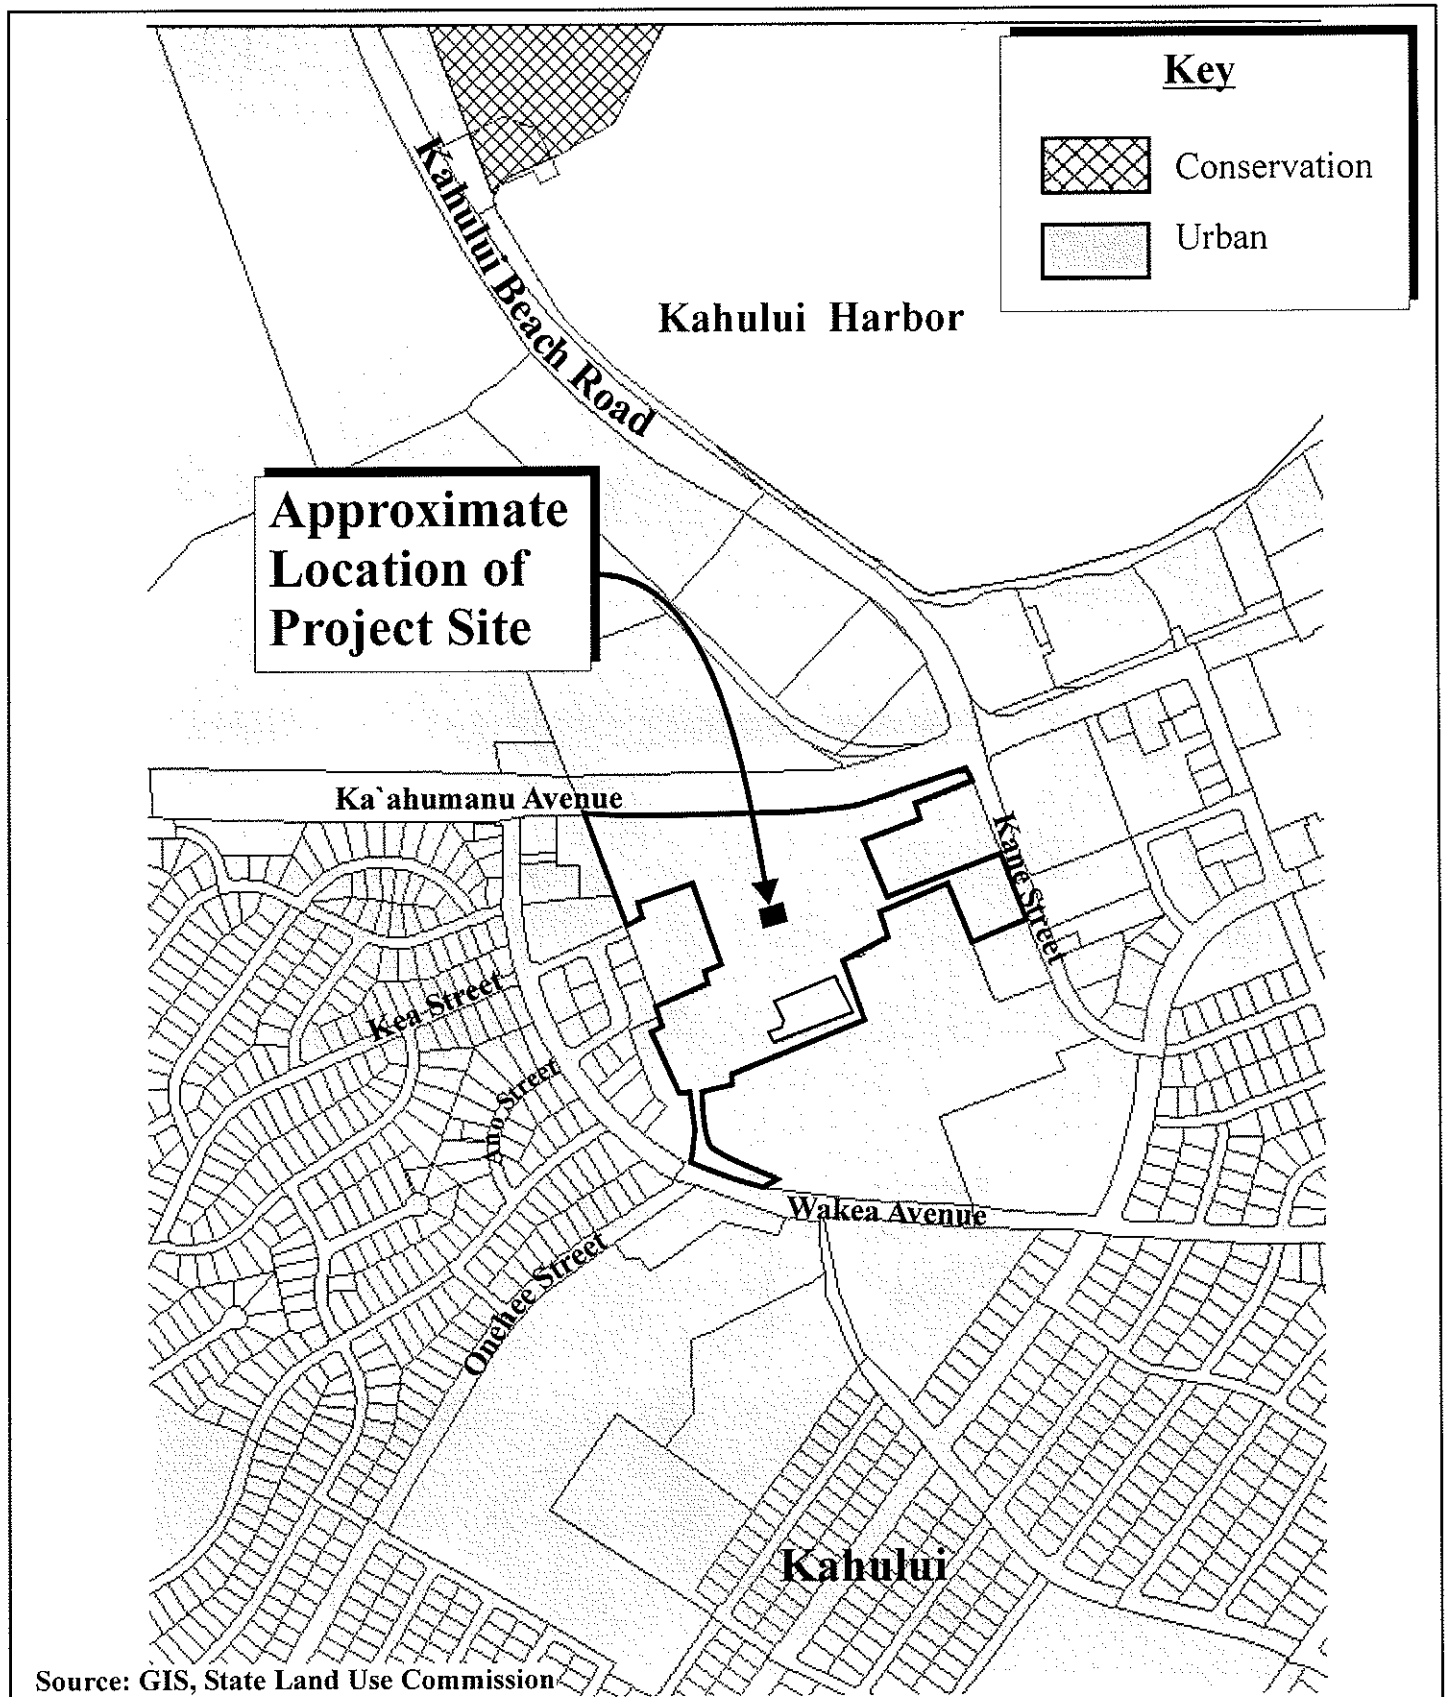 Key
Conservation
Urban
Kahului Beach Road
Kahului Harbor
Approximate
Location of
Project Site
Ka`ahumanu Avenue
Kane Street
Kea Street
Ano Street
Wakea Avenue
Onehee Street
Kahului
Source: GIS, State Land Use Commission